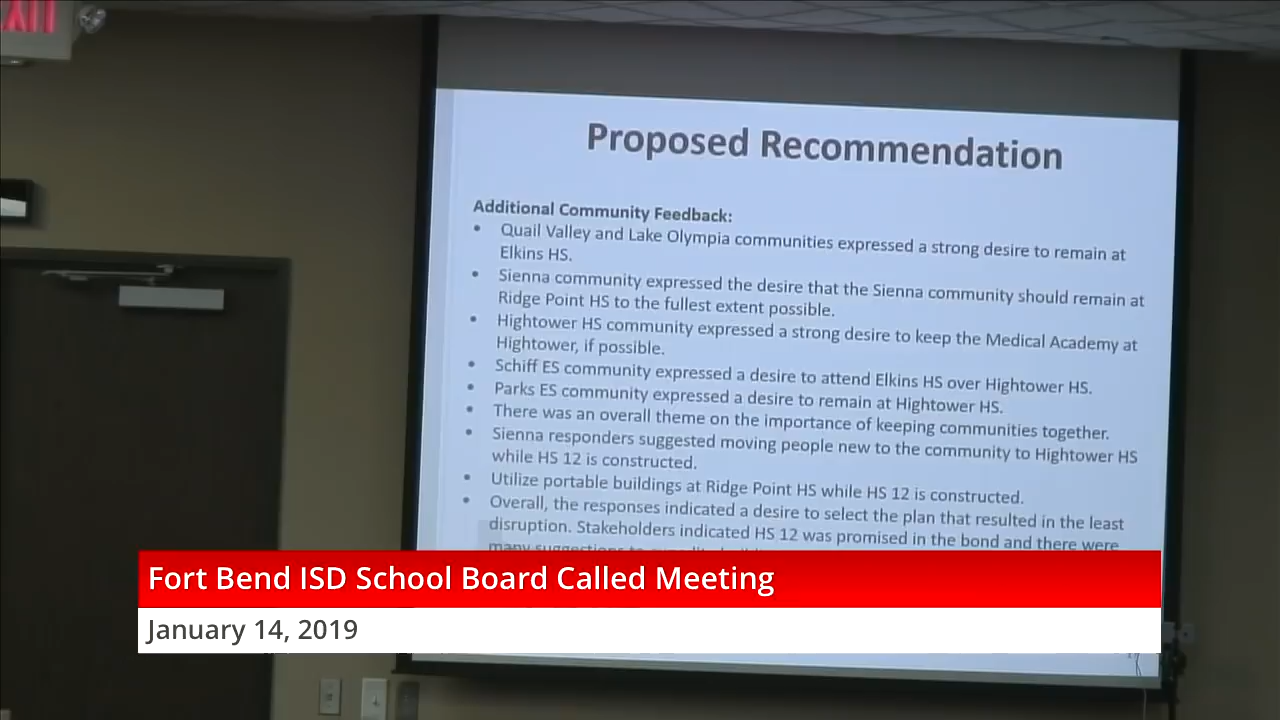 EXIT
Proposed Recommendation
Additional Community Feedback:
• Quail Valley and Lake Olympia communities expressed a strong desire to remain at
Elkins HS.
• Sienna community expressed the desire that the Sienna community should remain at
Ridge Point HS to the fullest extent possible.
• Hightower HS community expressed a strong desire to keep the Medical Academy at
Hightower, if possible.
• Schiff ES community expressed a desire to attend Elkins HS over Hightower HS.
• Parks ES community expressed a desire to remain at Hightower HS.
• There was an overall theme on the importance of keeping communities together.
• Sienna responders suggested moving people new to the community to Hightower HS
while HS 12 is constructed.
• Utilize portable buildings at Ridge Point HS while HS 12 is constructed.
• Overall, the responses indicated a desire to select the plan that resulted in the least
disruption. Stakeholders indicated HS 12 was promised in the bond and there were
many suggestions to
Fort Bend ISD School Board Called Meeting
January 14, 2019